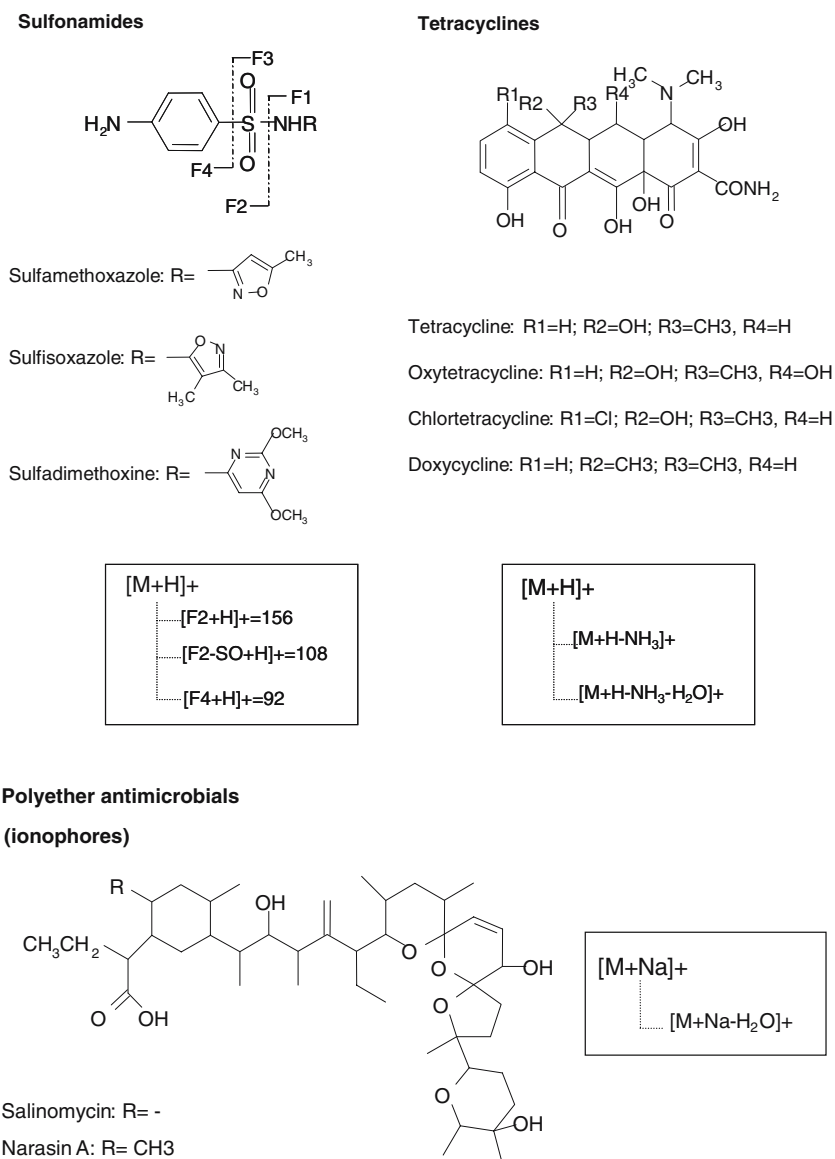 Sulfonamides
F3
O
F1
H2N
S
NHR
O
F4
F2
Sulfamethoxazole: R=
CH3
N
O
Sulfisoxazole: R=
O
N
H3C
CH3
Sulfadimethoxine: R=
OCH3
N
N
OCH3
[M+H]+
[F2+H]+=156
[F2-SO+H]+=108
[F4+H]+=92
Tetracyclines
H3C
CH3
N
R1
R2
R3
R4
OH
CONH2
OH
O
OH
OH
O
Tetracycline: R1=H; R2=OH; R3=CH3, R4=H
Oxytetracycline: R1=H; R2=OH; R3=CH3, R4=OH
Chlortetracycline: R1=Cl; R2=OH; R3=CH3, R4=H
Doxycycline: R1=H; R2=CH3; R3=CH3, R4=H
[M+H]+
[M+H-NH3]+
[M+H-NH3-H2O]+
Polyether antimicrobials
(ionophores)
R
OH
CH3CH2
O
OH
O
O
OH
O
O
OH
[M+Na]+
[M+Na-H2O]+
Salinomycin: R= -
Narasin A: R= CH3